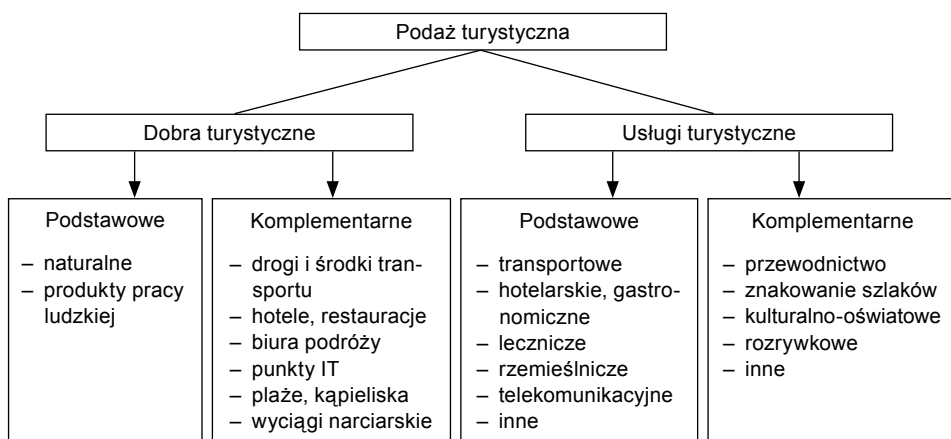 Podaż turystyczna
Dobra turystyczne
Usługi turystyczne
Podstawowe
– naturalne
– produkty pracy
ludzkiej
Komplementarne
– drogi i środki tran-
sportu
– hotele, restauracje
– biura podróży
– punkty IT
– plaże, kąpieliska
– wyciągi narciarskie
Podstawowe
– transportowe
– hotelarskie, gastro-
nomiczne
– lecznicze
– rzemieślnicze
– telekomunikacyjne
– inne
Komplementarne
– przewodnictwo
– znakowanie szlaków
– kulturalno-oświatowe
– rozrywkowe
– inne